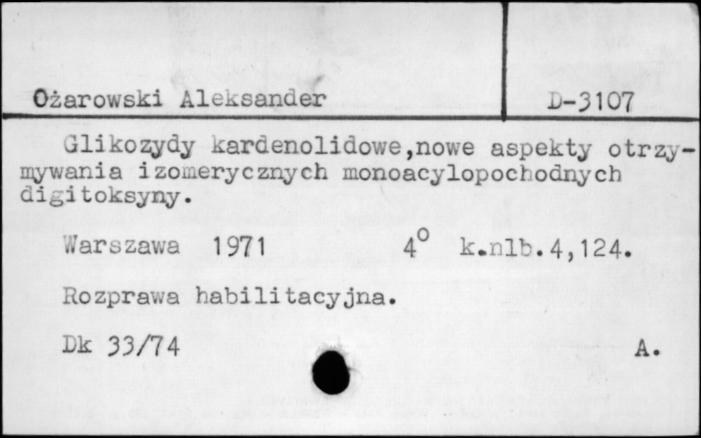 Ożarowski Aleksander D-3107
Glikozydy kardenolidowe,nowe aspekty otrzy-
mywania izomerycznych monoacylopochodnych
digitoksyny.
Warszawa 1971 4° k.nlb.4,124.
Rozprawa habilitacyjna.
Dk 33/74 A.